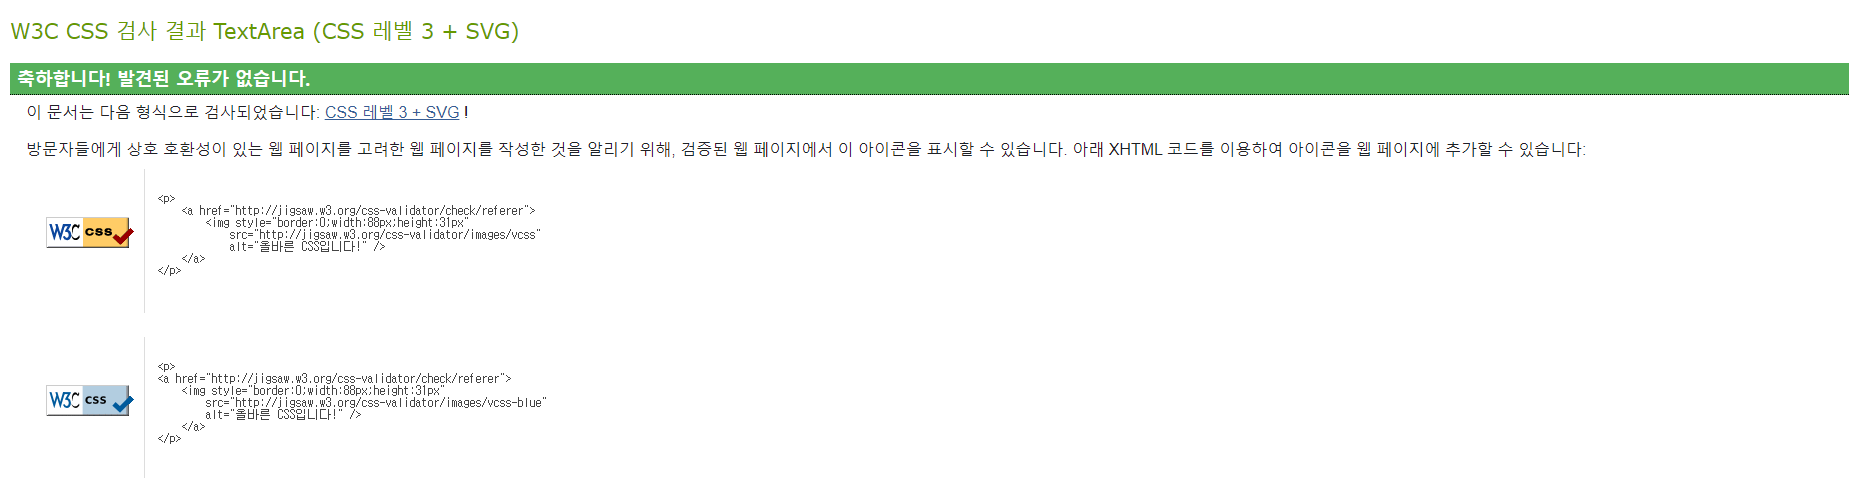 W3C CSS 검사 결과 TextArea (CSS 레벨 3 + SVG)
축하합니다! 발견된 오류가 없습니다.
이 문서는 다음 형식으로 검사되었습니다: CSS 레벨 3 + SVG !
방문자들에게 상호 호환성이 있는 웹 페이지를 고려한 웹 페이지를 작성한 것을 알리기 위해, 검증된 웹 페이지에서 이 아이콘을 표시할 수 있습니다. 아래 XHTML 코드를 이용하여 아이콘을 웹 페이지에 추가할 수 있습니다:
W3C css
<p>
    <a href="http://jigsaw.w3.org/css-validator/check/referer">
        <img style="border:0;width:88px;height:31px"
            src="http://jigsaw.w3.org/css-validator/images/vcss"
            alt="올바른 CSS입니다!" />
    </a>
</p>
W3C css
<p>
<a href="http://jigsaw.w3.org/css-validator/check/referer">
    <img style="border:0;width:88px;height:31px"
        src="http://jigsaw.w3.org/css-validator/images/vcss-blue"
        alt="올바른 CSS입니다!" />
    </a>
</p>